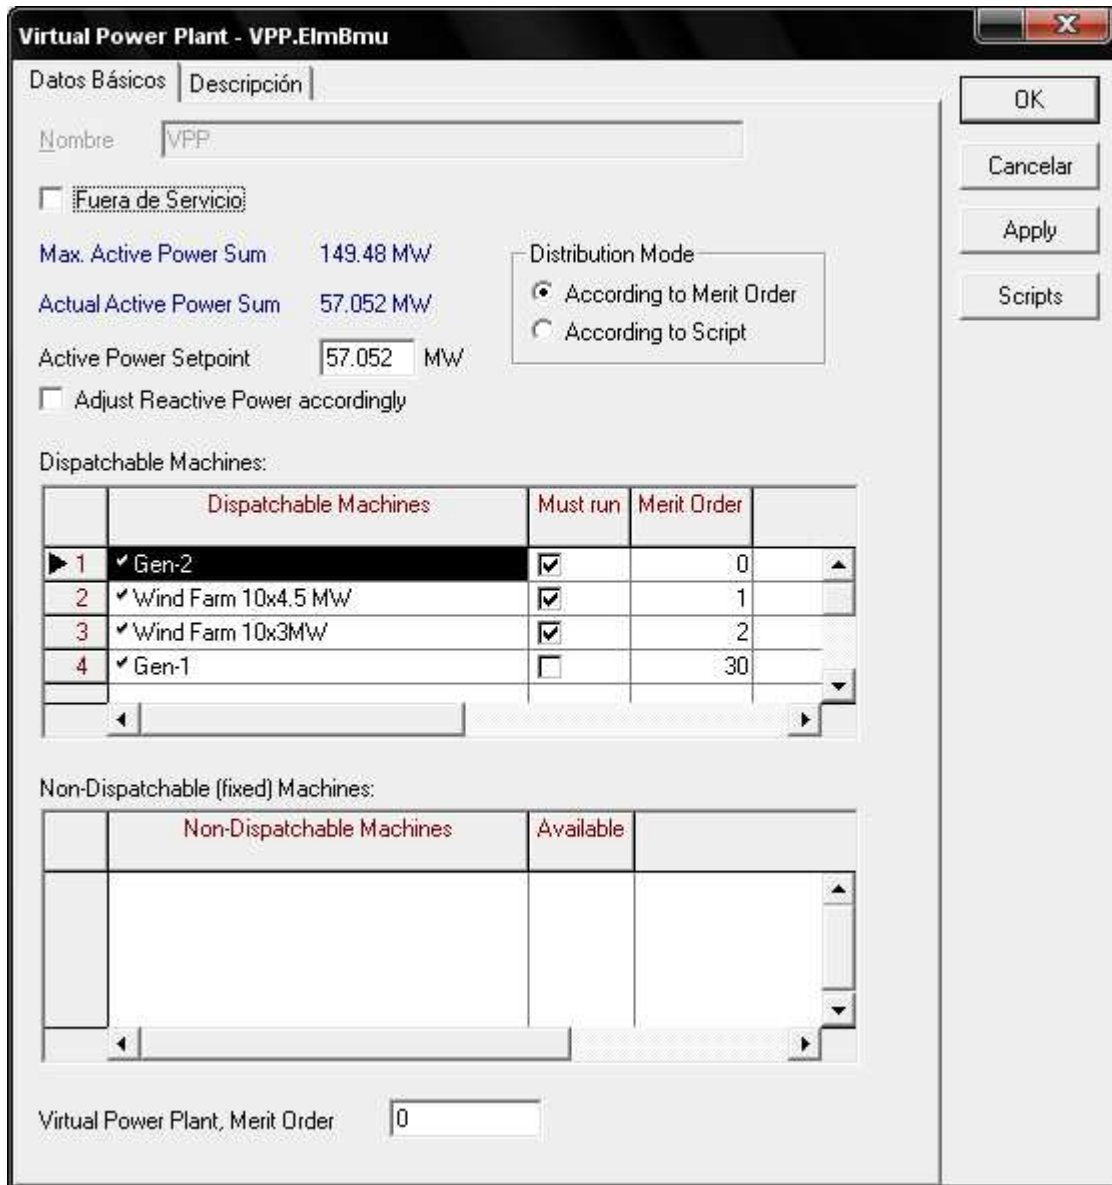 Virtual Power Plant - VPP.ElmBmu
Datos Básicos Descripción
OK
Nombre VPP
Cancelar
Fuera de Servicio
Apply
Max. Active Power Sum 149.48 MW
Distribution Mode
According to Merit Order
Scripts
Actual Active Power Sum 57.052 MW
According to Script
Active Power Setpoint 57.052 MW
Adjust Reactive Power accordingly
Dispatchable Machines:
Dispatchable Machines Must run Merit Order
1 Gen-2 0
2 Wind Farm 10x4.5 MW 1
3 Wind Farm 10x3MW 2
4 Gen-1 30
Non-Dispatchable (fixed) Machines:
Non-Dispatchable Machines Available
Virtual Power Plant, Merit Order 0